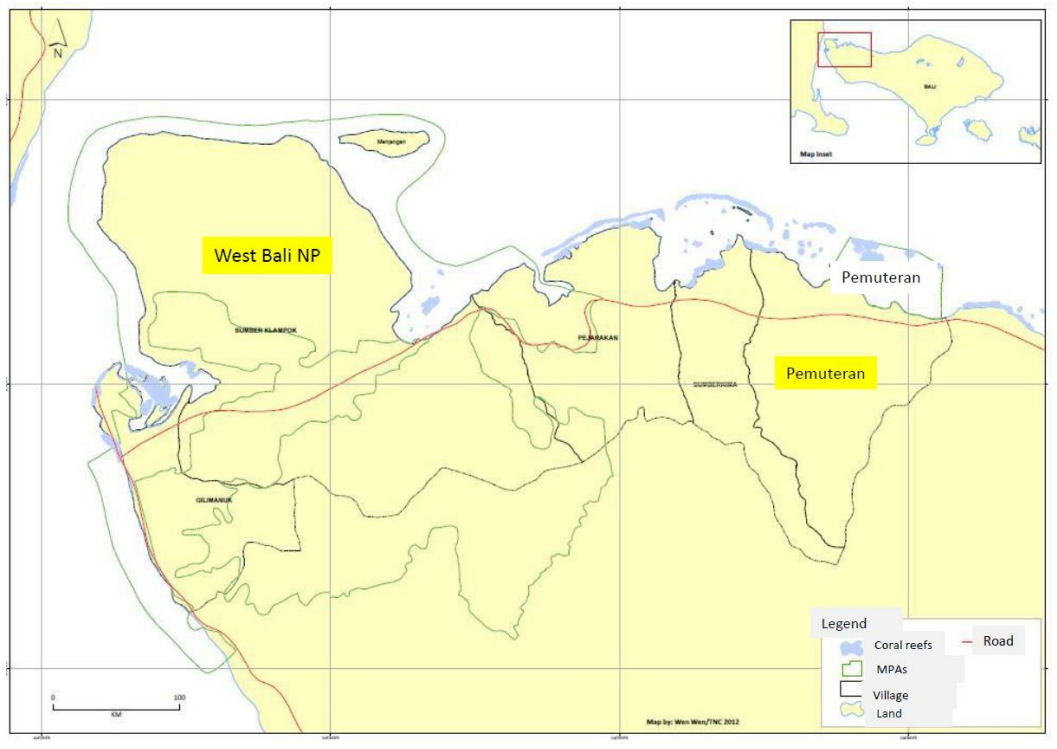 N
BALI
Map Inset
Menjangan
West Bali NP
Pemuteran
SUMBER KLAMPOK
PEJARAKAN
Pemuteran
SUMBERKIMA
GILIMANUK
Legend
Coral reefs
Road
MPAs
Village
Land
0 100
KM
Map by: Wen Wen/TNC 2012